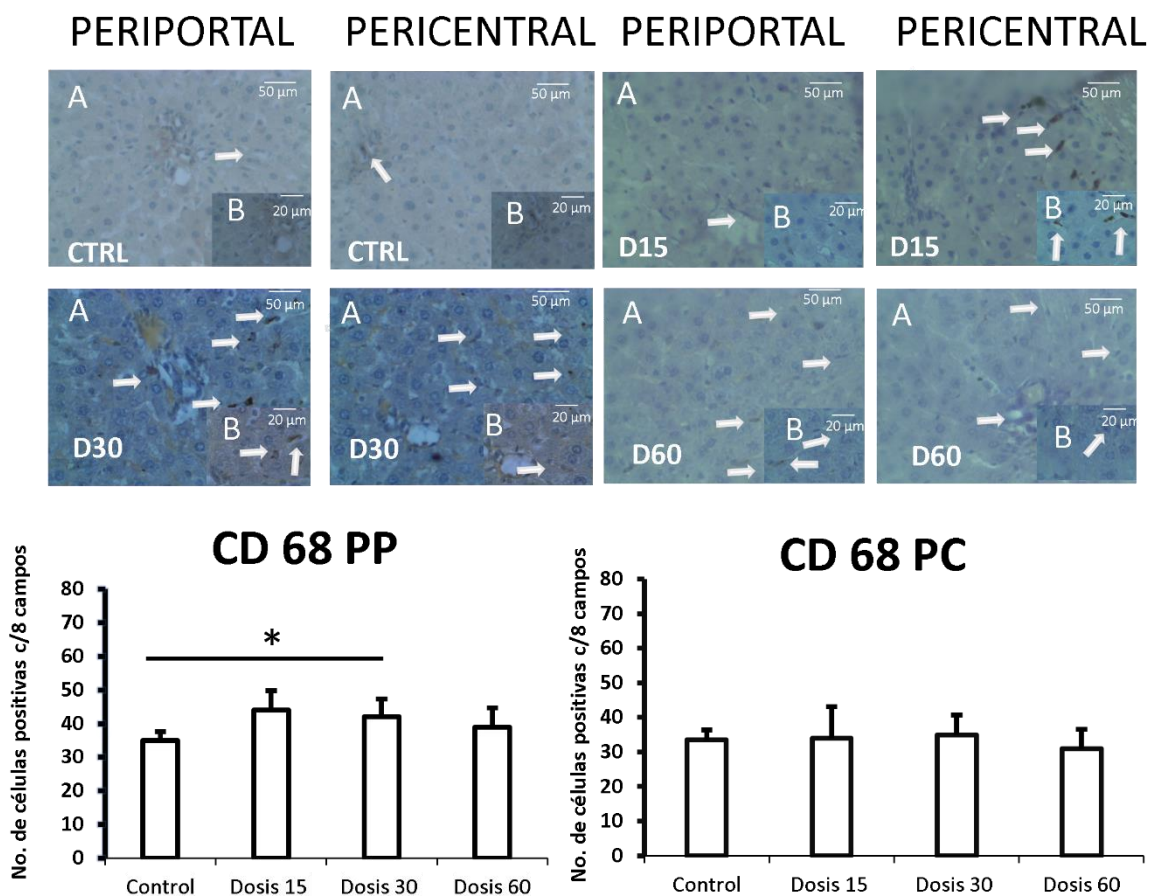 PERIPORTAL PERICENTRAL PERIPORTAL PERICENTRAL
A 50 µm A 50 µm A 50 µm A 50 µm
B 20 µm B 20 µm B 20 µm B 20 µm
CTRL CTRL D15 D15
A 50 µm A 50 µm A 50 µm A 50 µm
B 20 µm B 20 µm B 20 µm B 20 µm
D30 D30 D60 D60
CD 68 PP
No. de células positivas c/8 campos
80
70
60
50
40
30
20
10
0
*
Control Dosis 15 Dosis 30 Dosis 60
CD 68 PC
No. de células positivas c/8 campos
80
70
60
50
40
30
20
10
0
Control Dosis 15 Dosis 30 Dosis 60